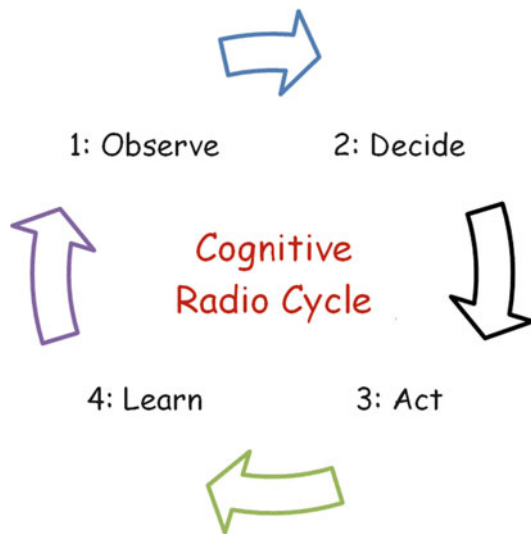 1: Observe
2: Decide
Cognitive
Radio Cycle
4: Learn
3: Act